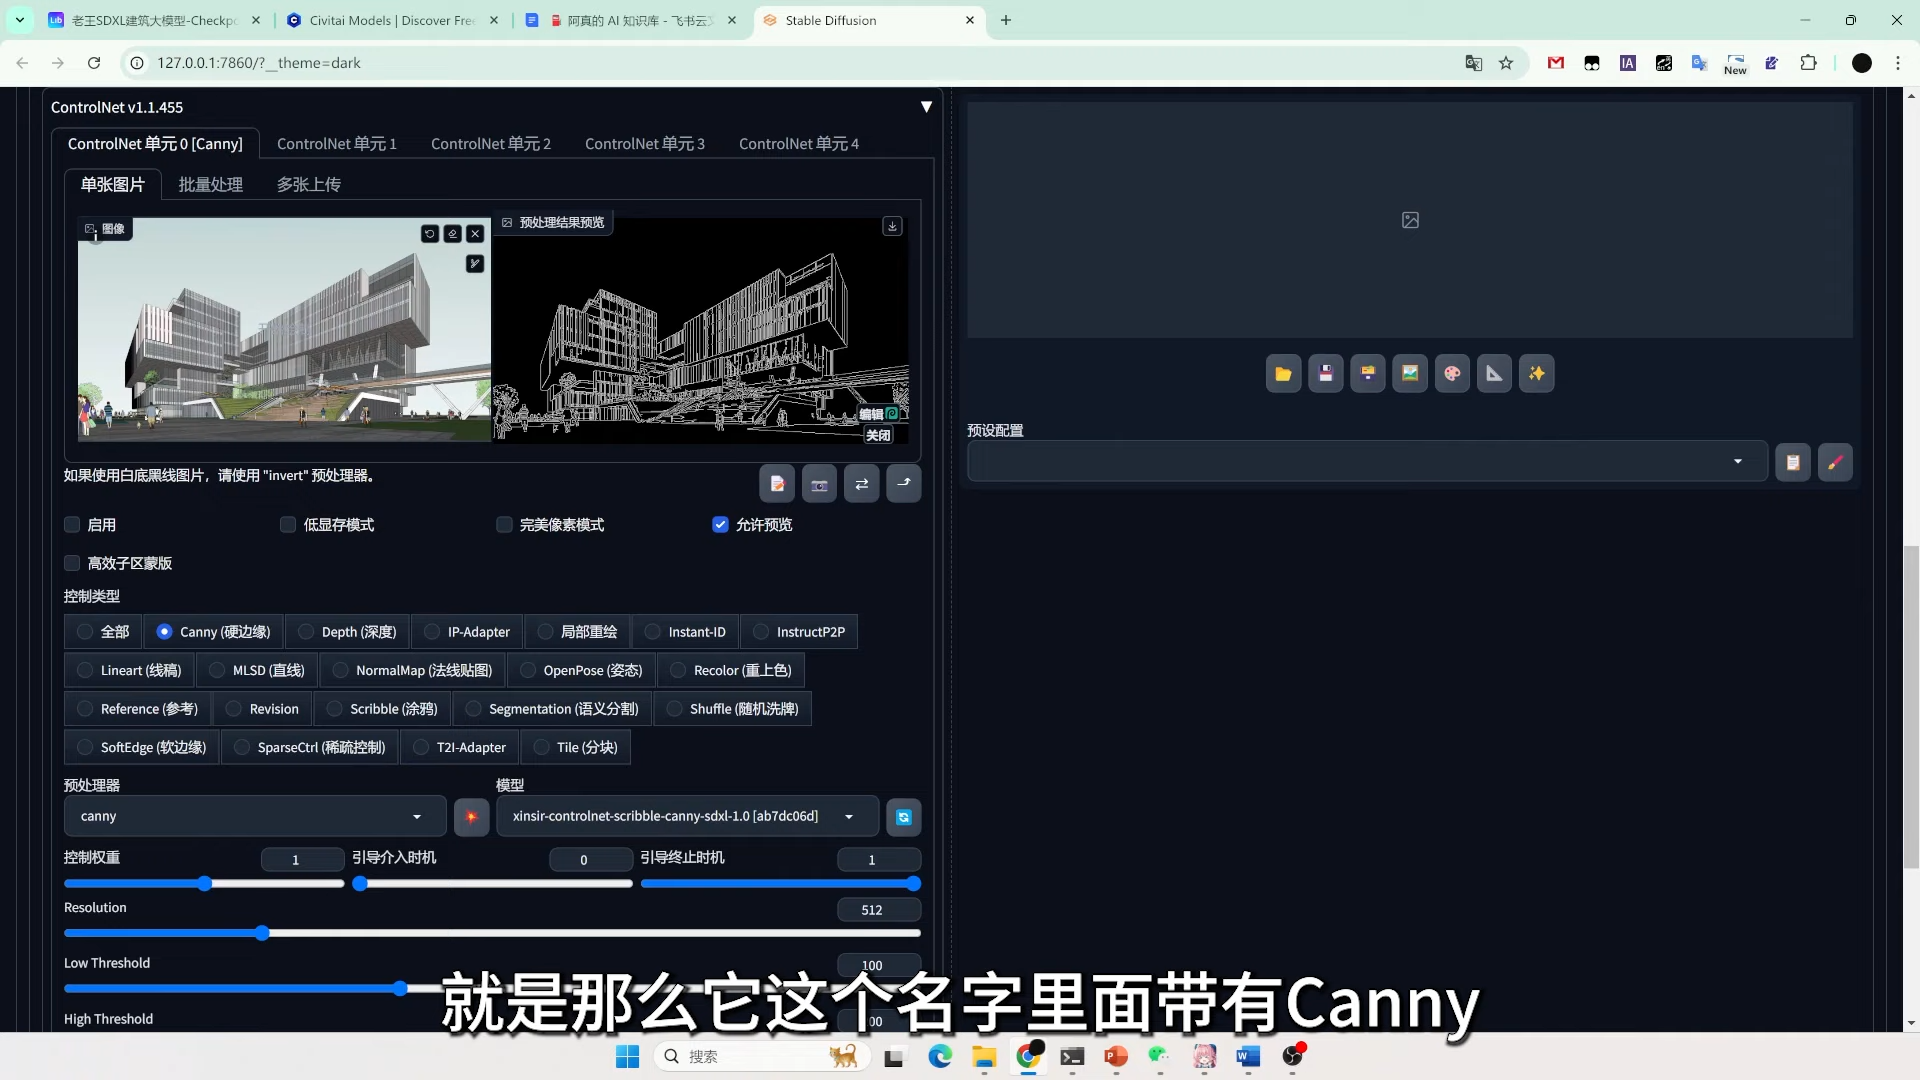 老王SDXL建筑大模型-Checkpo
Civitai Models | Discover Free
阿真的 AI 知识库 - 飞书云文
Stable Diffusion
127.0.0.1:7860/?__theme=dark
New
ControlNet v1.1.455
ControlNet 单元 0 [Canny]
ControlNet 单元 1
ControlNet 单元 2
ControlNet 单元 3
ControlNet 单元 4
单张图片
批量处理
多张上传
图像
预处理结果预览
编辑
关闭
如果使用白底黑线图片，请使用 "invert" 预处理器。
预设配置
启用
低显存模式
完美像素模式
允许预览
高效子区蒙版
控制类型
全部
Canny (硬边缘)
Depth (深度)
IP-Adapter
局部重绘
Instant-ID
InstructP2P
Lineart (线稿)
MLSD (直线)
NormalMap (法线贴图)
OpenPose (姿态)
Recolor (重上色)
Reference (参考)
Revision
Scribble (涂鸦)
Segmentation (语义分割)
Shuffle (随机洗牌)
SoftEdge (软边缘)
SparseCtrl (稀疏控制)
T2I-Adapter
Tile (分块)
预处理器
模型
canny
xinsir-controlnet-scribble-canny-sdxl-1.0 [ab7dc06d]
控制权重
1
引导介入时机
0
引导终止时机
1
Resolution
512
Low Threshold
100
就是那么它这个名字里面带有Canny
High Threshold
搜索